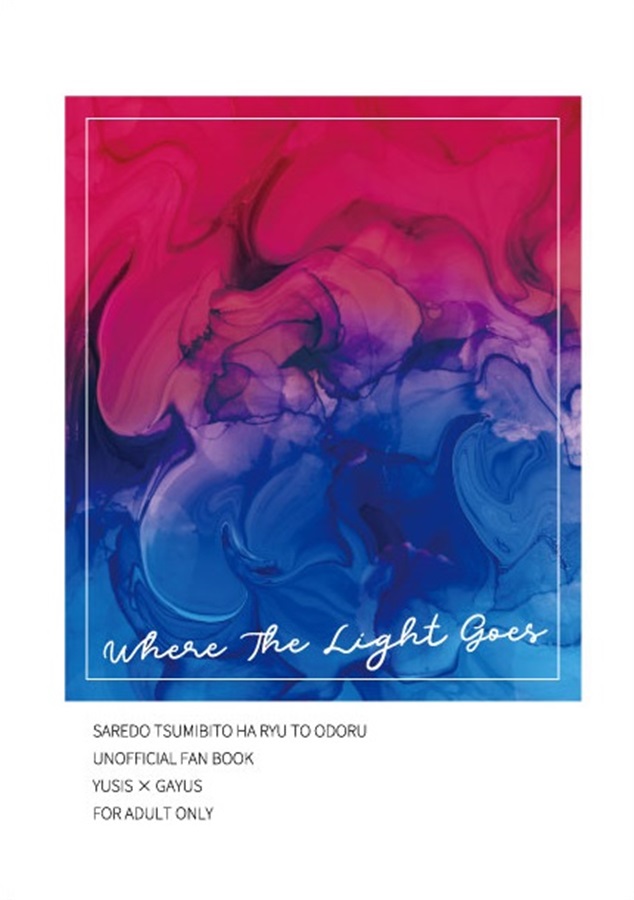 Where The Light Goes
SAREDO TSUMIBITO HA RYU TO ODORU
UNOFFICIAL FAN BOOK
YUSIS × GAYUS
FOR ADULT ONLY